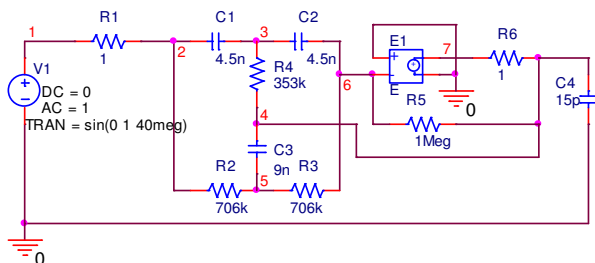 R1
1
C1
4.5n
C2
4.5n
1
2
3
R4
353k
4
C3
9n
5
R2
706k
R3
706k
6
E1
+
-
E
7
R6
1
R5
1Meg
0
C4
15p
V1
+
-
DC = 0
AC = 1
TRAN = sin(0 1 40meg)
0